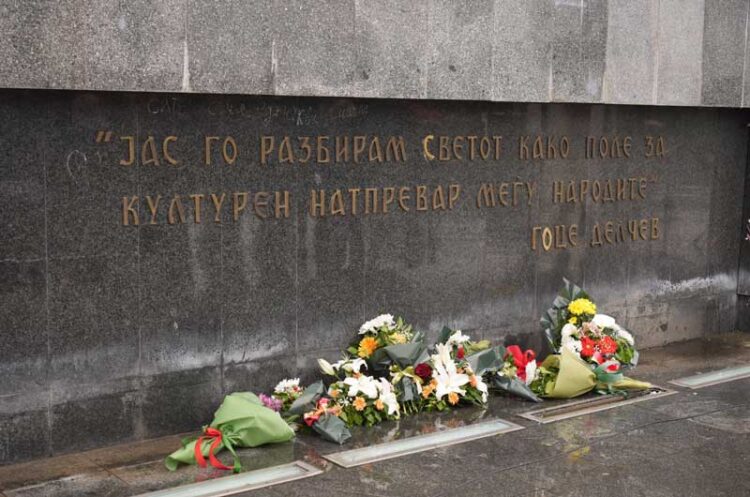 "ЈАС ГО РАЗБИРАМ СВЕТОТ КАКО ПОЛЕ ЗА
КУЛТУРЕН НАТПРЕВАР МЕЃУ НАРОДИТЕ"
ГОЦЕ ДЕЛЧЕВ